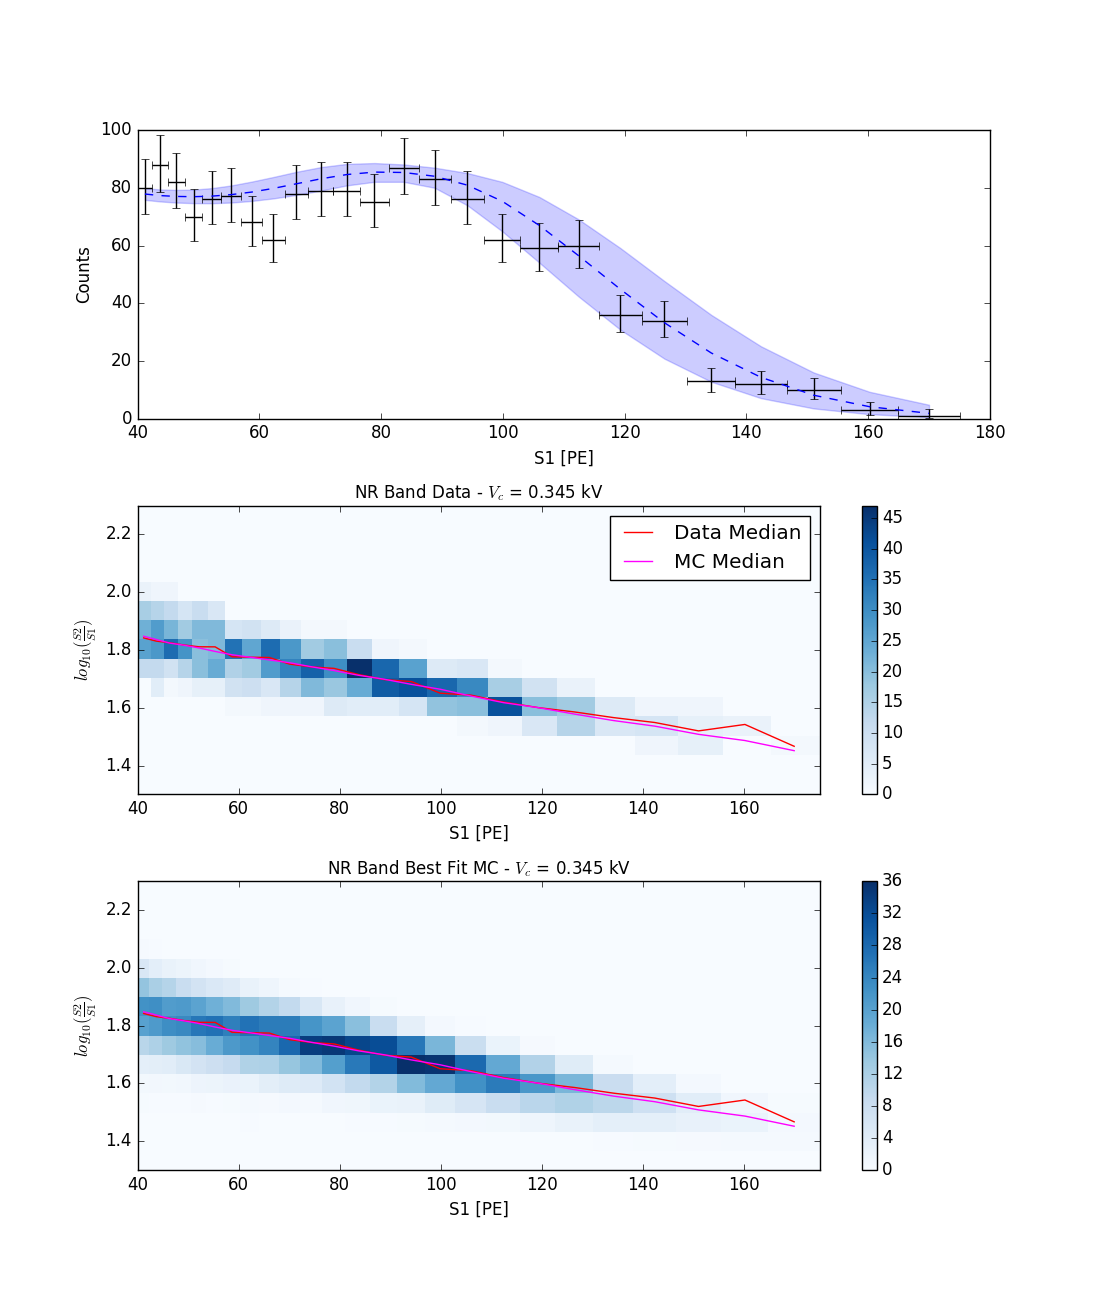 100
80
60
40
20
0
Counts
40 60 80 100 120 140 160 180
S1 [PE]
NR Band Data - V_c = 0.345 kV
2.2
2.0
1.8
1.6
1.4
log_10(S2/S1)
Data Median
MC Median
45
40
35
30
25
20
15
10
5
0
40 60 80 100 120 140 160
S1 [PE]
NR Band Best Fit MC - V_c = 0.345 kV
2.2
2.0
1.8
1.6
1.4
log_10(S2/S1)
36
32
28
24
20
16
12
8
4
0
40 60 80 100 120 140 160
S1 [PE]